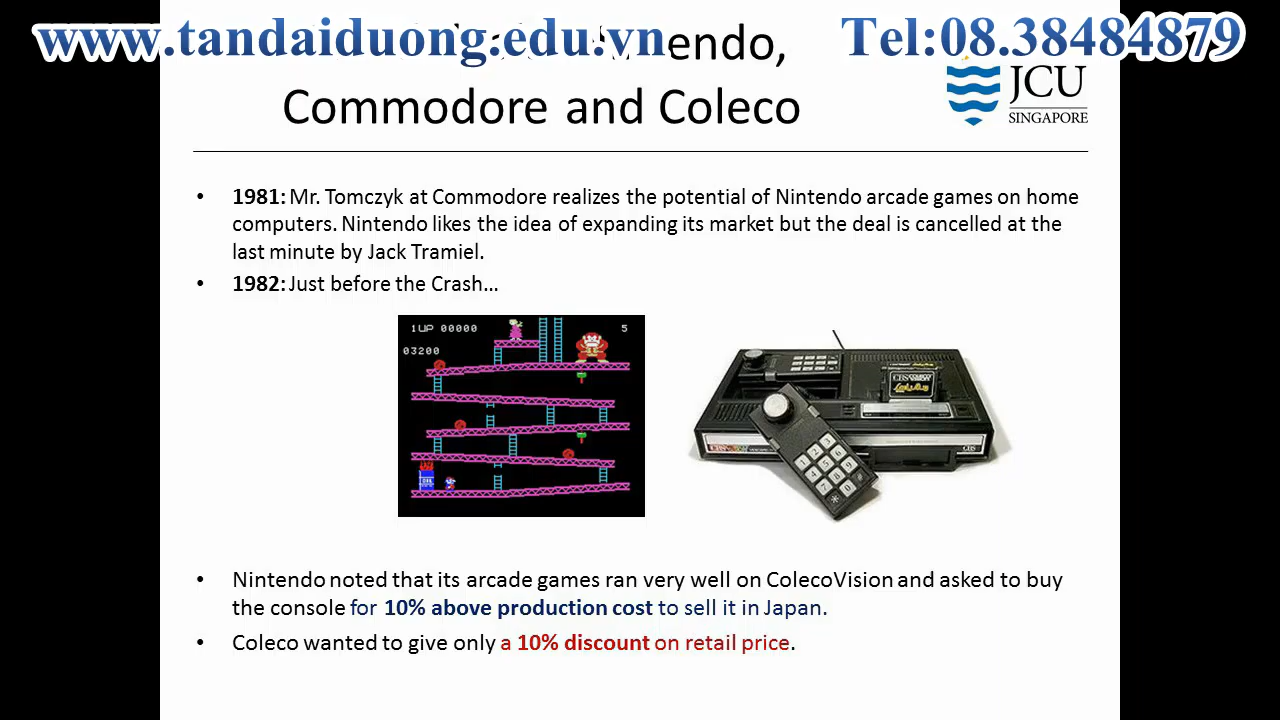 www.tandaiduong.edu.vn
Tel:08.38484879
endo,
Commodore and Coleco
JCU
SINGAPORE
• 1981: Mr. Tomczyk at Commodore realizes the potential of Nintendo arcade games on home
computers. Nintendo likes the idea of expanding its market but the deal is cancelled at the
last minute by Jack Tramiel.
• 1982: Just before the Crash…
1UP 00000 5
03200
• Nintendo noted that its arcade games ran very well on ColecoVision and asked to buy
the console for 10% above production cost to sell it in Japan.
• Coleco wanted to give only a 10% discount on retail price.